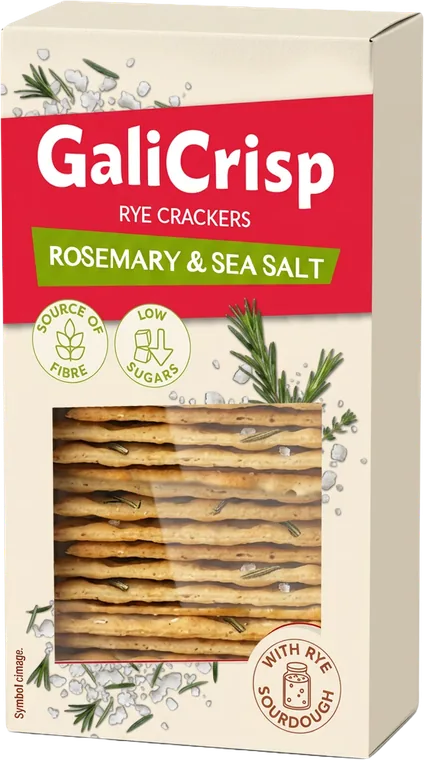 GaliCrisp
RYE CRACKERS
ROSEMARY & SEA SALT
SOURCE OF
FIBRE
LOW
SUGARS
WITH RYE
SOURDOUGH
Symbol cimage.